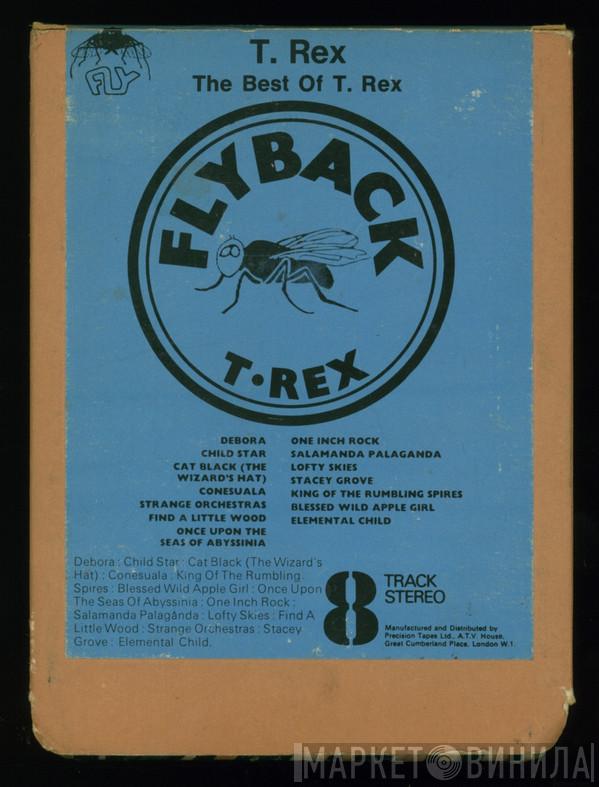 FLY
T. Rex
The Best Of T. Rex
FLYBACK
T•REX
DEBORA
CHILD STAR
CAT BLACK (THE
WIZARD'S HAT)
CONESUALA
STRANGE ORCHESTRAS
FIND A LITTLE WOOD
ONCE UPON THE
SEAS OF ABYSSINIA
ONE INCH ROCK
SALAMANDA PALAGANDA
LOFTY SKIES
STACEY GROVE
KING OF THE RUMBLING SPIRES
BLESSED WILD APPLE GIRL
ELEMENTAL CHILD
Debora : Child Star : Cat Black (The Wizard's
Hat) : Conesuala : King Of The Rumbling
Spires : Blessed Wild Apple Girl : Once Upon
The Seas Of Abyssinia : One Inch Rock :
Salamanda Palagånda : Lofty Skies : Find A
Little Wood : Strange Orchestras : Stacey
Grove : Elemental Child.
8 TRACK
STEREO
Manufactured and Distributed by
Precision Tapes Ltd., A.T.V. House,
Great Cumberland Place, London W.1.
МАРКЕТ ВИНИЛА